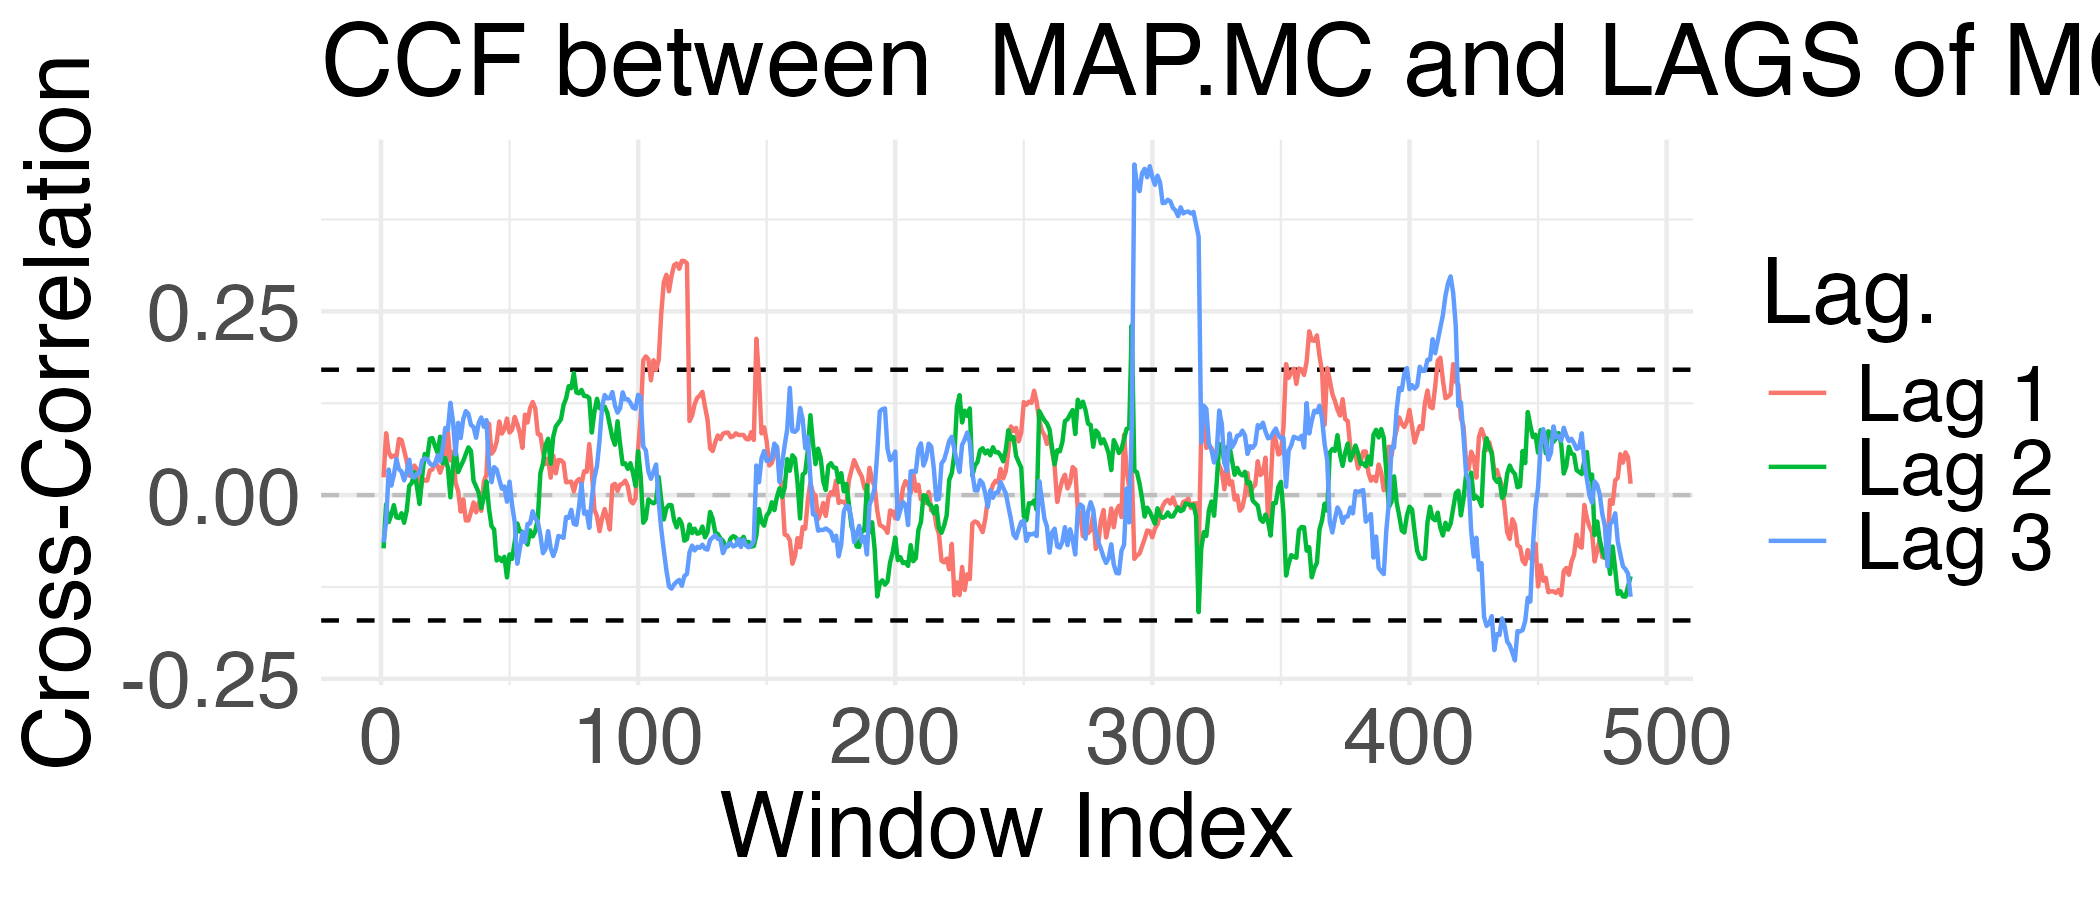 CCF between  MAP.MC and LAGS of
Cross-Correlation
0.25
0.00
-0.25
0 100 200 300 400 500
Window Index
Lag.
Lag 1
Lag 2
Lag 3